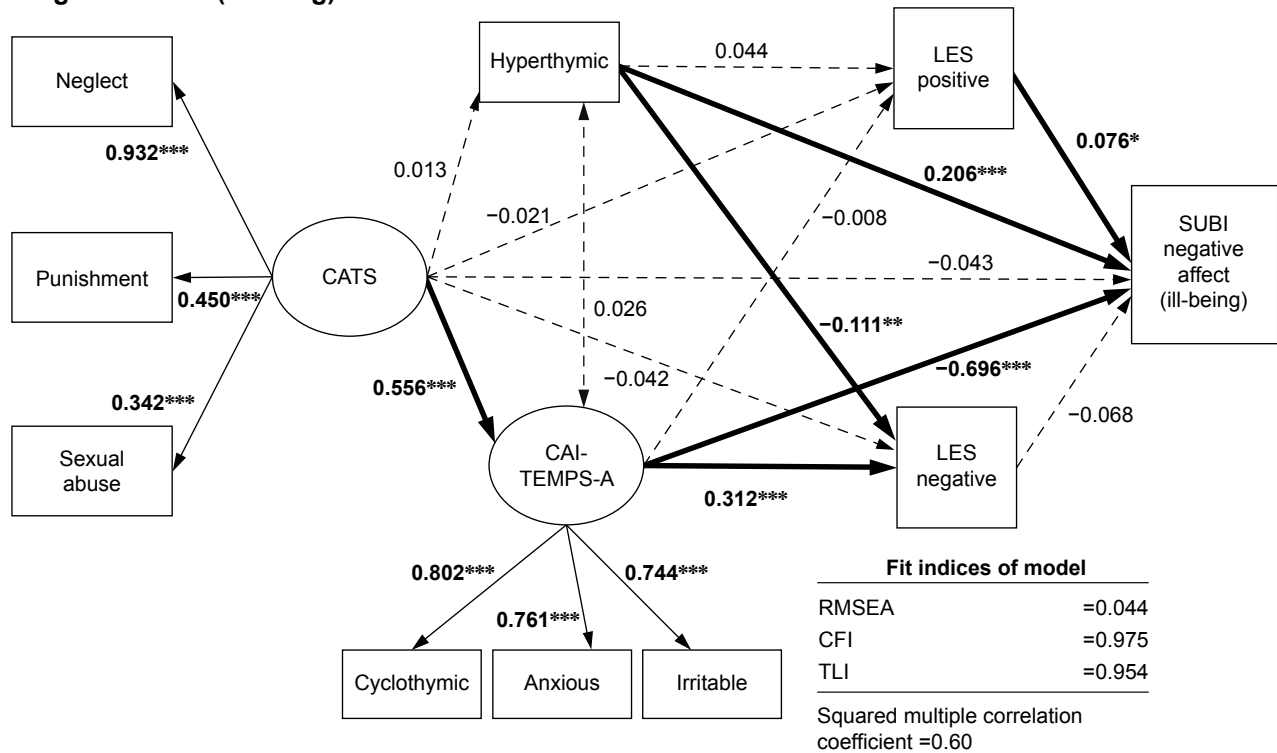 Neglect
Hyperthymic
0.044
LES
positive
0.932***
0.076*
0.013
0.206***
−0.021
−0.008
SUBI
negative
affect
(ill-being)
Punishment
CATS
−0.043
0.450***
0.026
−0.111**
0.556***
−0.042
−0.696***
0.342***
−0.068
Sexual
abuse
CAI-
TEMPS-A
LES
negative
0.312***
0.802***
0.744***
0.761***
Cyclothymic
Anxious
Irritable
Fit indices of model
RMSEA =0.044
CFI =0.975
TLI =0.954
Squared multiple correlation
coefficient =0.60